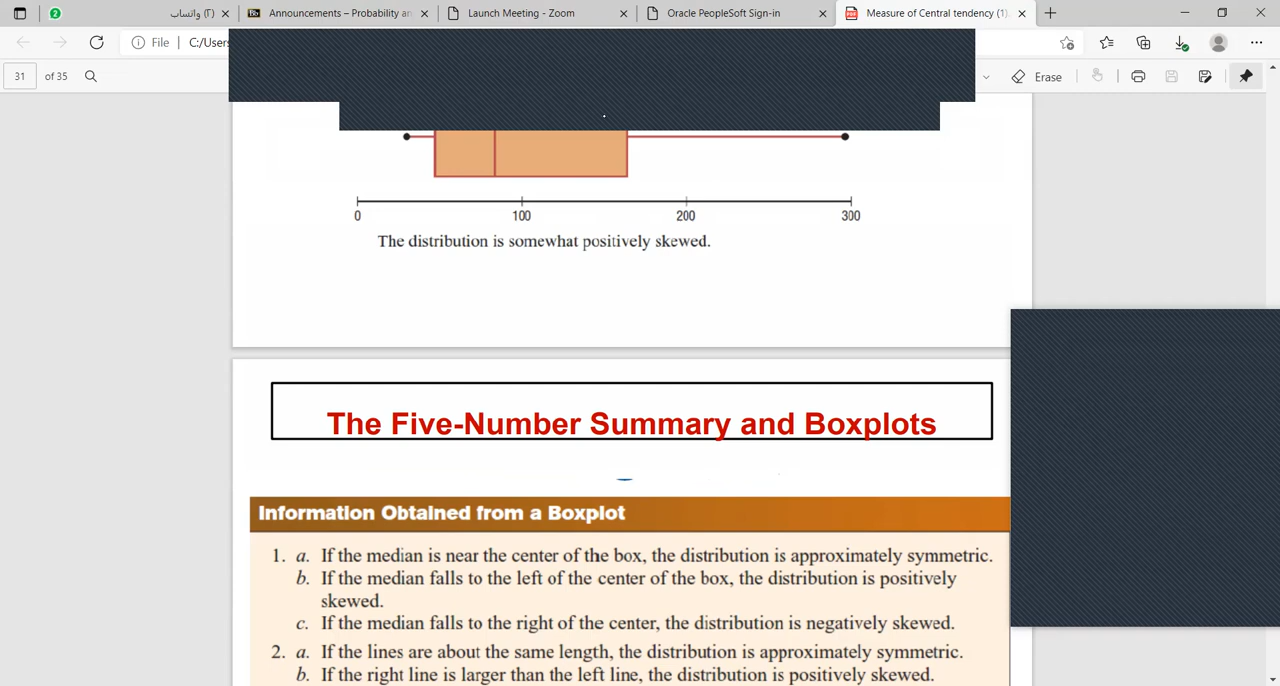 (٢) واتساب
Announcements – Probability an
Launch Meeting - Zoom
Oracle PeopleSoft Sign-in
Measure of Central tendency (1).
2
Bb
PDF
File
C:/Users
Erase
31
of 35
0
100
200
300
The distribution is somewhat positively skewed.
The Five-Number Summary and Boxplots
Information Obtained from a Boxplot
1. a. If the median is near the center of the box, the distribution is approximately symmetric.
b. If the median falls to the left of the center of the box, the distribution is positively
skewed.
c. If the median falls to the right of the center, the distribution is negatively skewed.
2. a. If the lines are about the same length, the distribution is approximately symmetric.
b. If the right line is larger than the left line, the distribution is positively skewed.